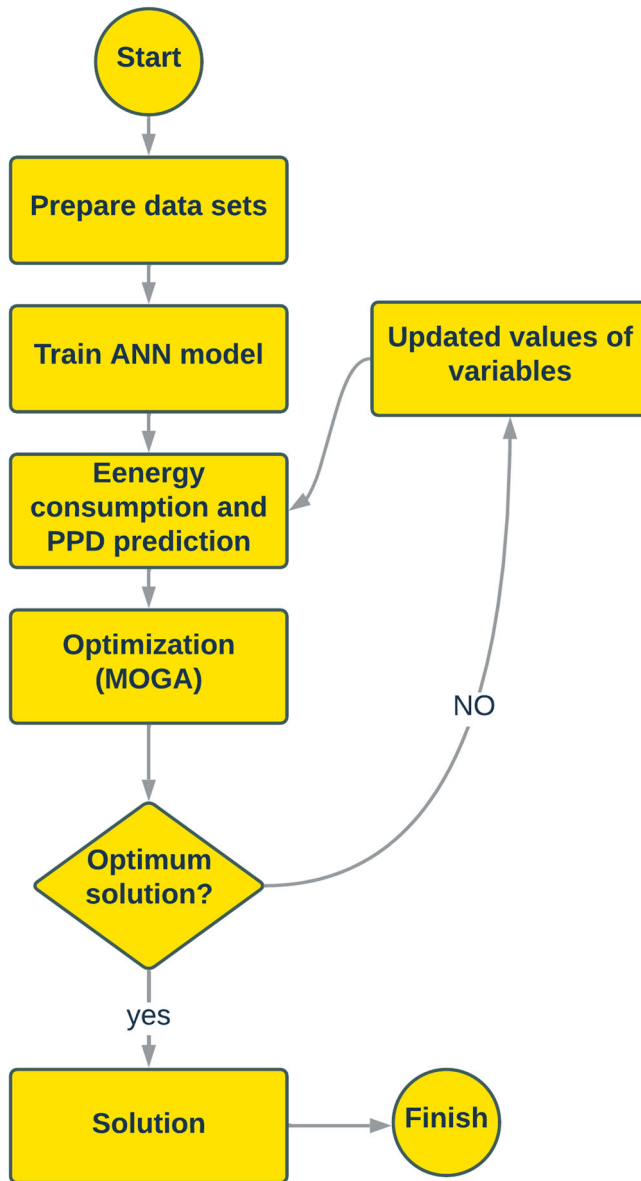 Start
Prepare data sets
Train ANN model
Updated values of
variables
Eenergy
consumption and
PPD prediction
Optimization
(MOGA)
NO
Optimum
solution?
yes
Solution
Finish